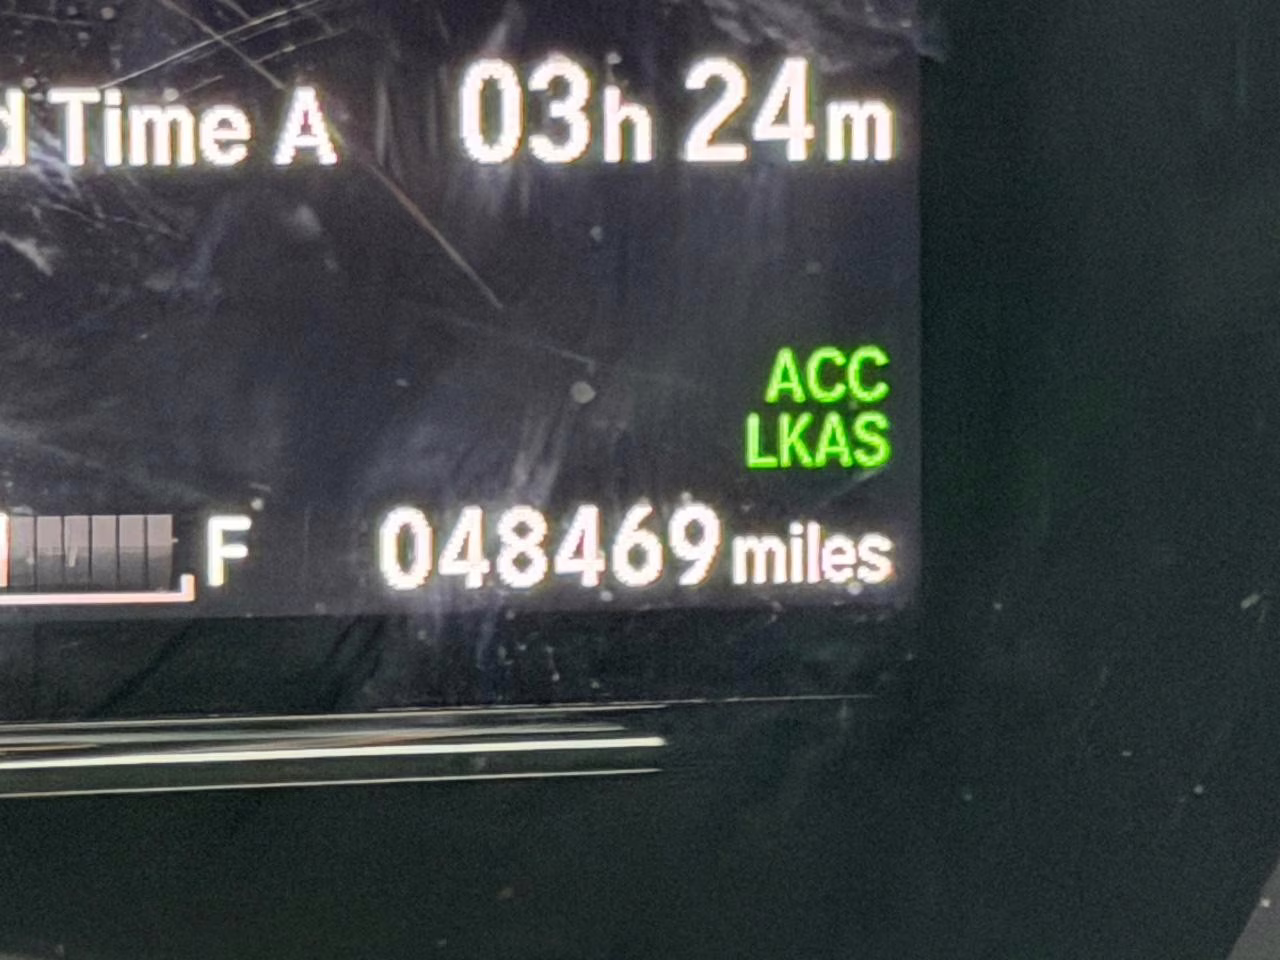 d Time A 03h 24m
ACC
LKAS
F 048469 miles